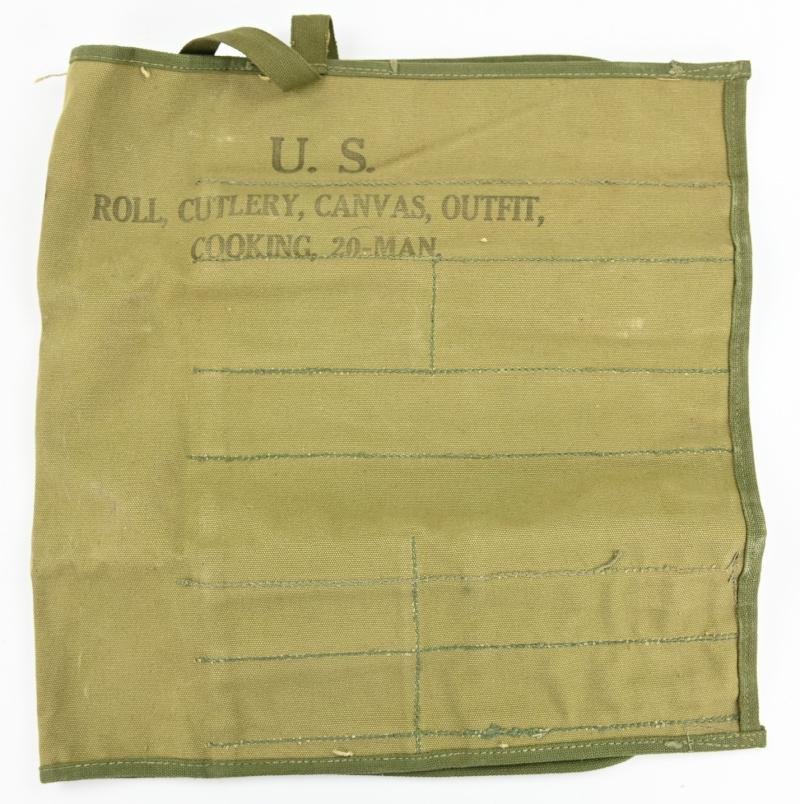 U. S.
ROLL, CUTLERY, CANVAS, OUTFIT,
COOKING, 20-MAN,